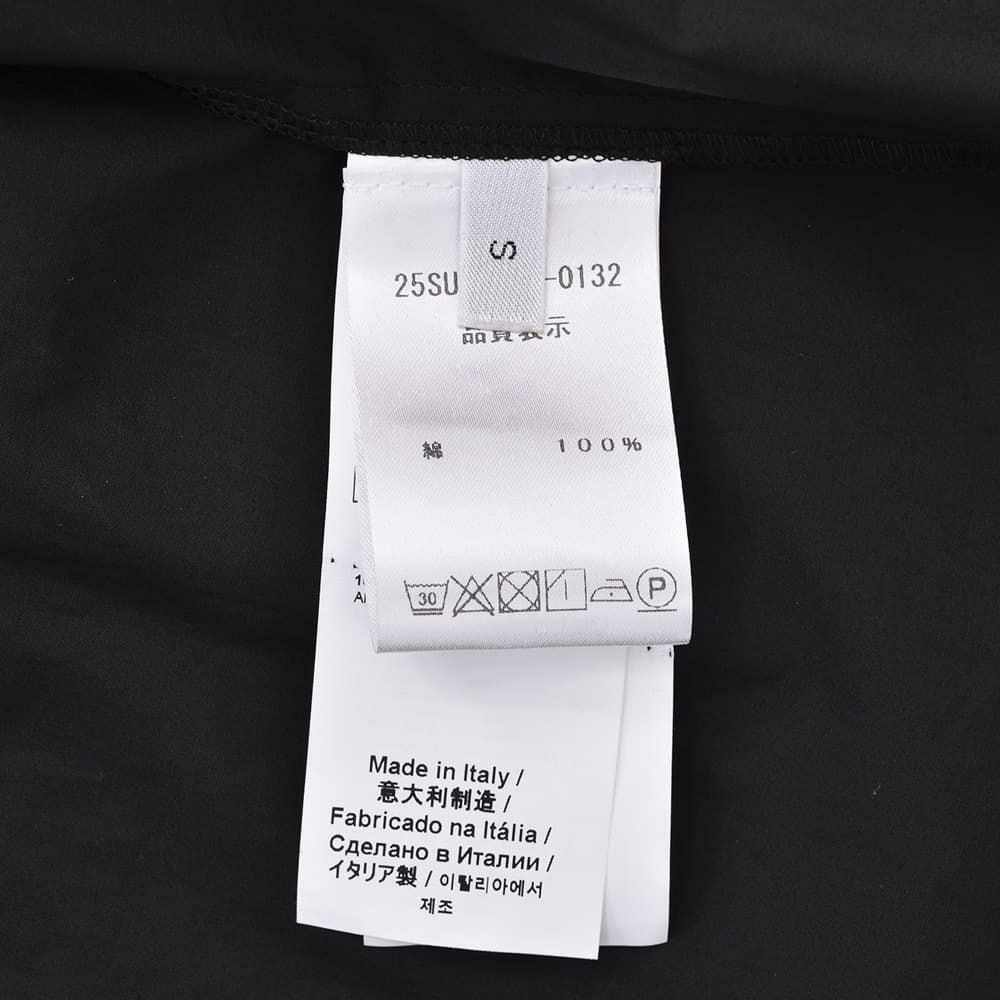 S
25SU -0132
品質表示
綿 100%
30 P
Made in Italy /
意大利制造 /
Fabricado na Itália /
Сделано в Италии /
イタリア製 / 이탈리아에서
제조